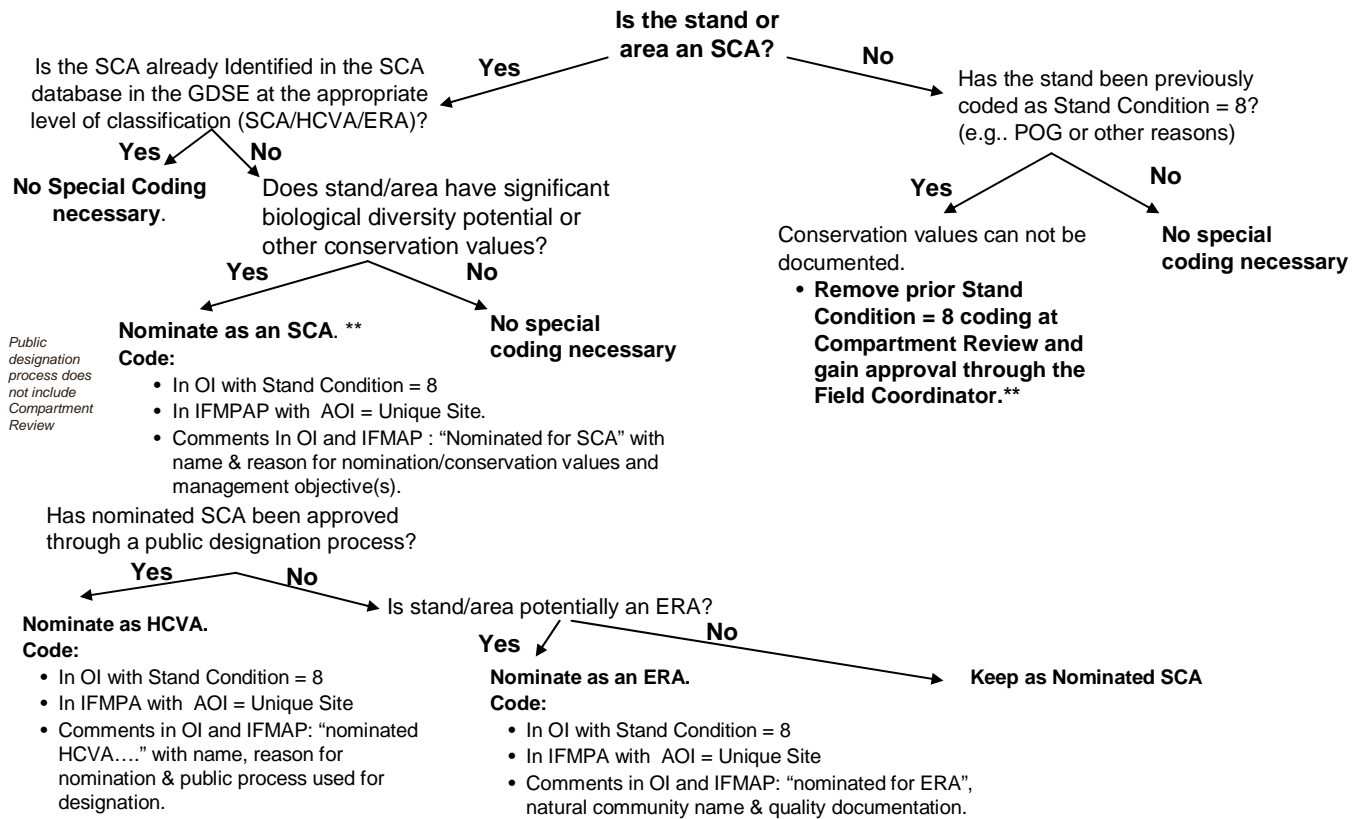 Is the stand or
area an SCA?
Yes
No
Is the SCA already Identified in the SCA
database in the GDSE at the appropriate
level of classification (SCA/HCVA/ERA)?
Has the stand been previously
coded as Stand Condition = 8?
(e.g.. POG or other reasons)
Yes
No
No Special Coding
necessary.
Does stand/area have significant
biological diversity potential or
other conservation values?
Yes
No
Conservation values can not be
documented.
• Remove prior Stand
Condition = 8 coding at
Compartment Review and
gain approval through the
Field Coordinator.**
No special
coding necessary
Yes
No
Public
designation
process does
not include
Compartment
Review
Nominate as an SCA. **
Code:
• In OI with Stand Condition = 8
• In IFMPAP with AOI = Unique Site.
• Comments In OI and IFMAP : “Nominated for SCA” with
name & reason for nomination/conservation values and
management objective(s).
No special
coding necessary
Has nominated SCA been approved
through a public designation process?
Yes
No
Nominate as HCVA.
Code:
• In OI with Stand Condition = 8
• In IFMPA with AOI = Unique Site
• Comments in OI and IFMAP: “nominated
HCVA….” with name, reason for
nomination & public process used for
designation.
Is stand/area potentially an ERA?
Yes
No
Nominate as an ERA.
Code:
• In OI with Stand Condition = 8
• In IFMPA with AOI = Unique Site
• Comments in OI and IFMAP: “nominated for ERA”,
natural community name & quality documentation.
Keep as Nominated SCA